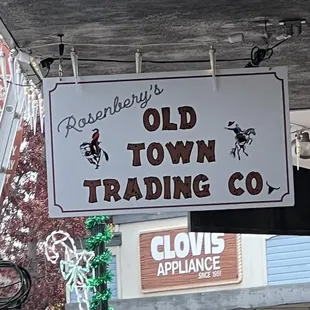 Rosenbery's
OLD
TOWN
TRADING CO.
CLOVIS
APPLIANCE
SINCE 1951